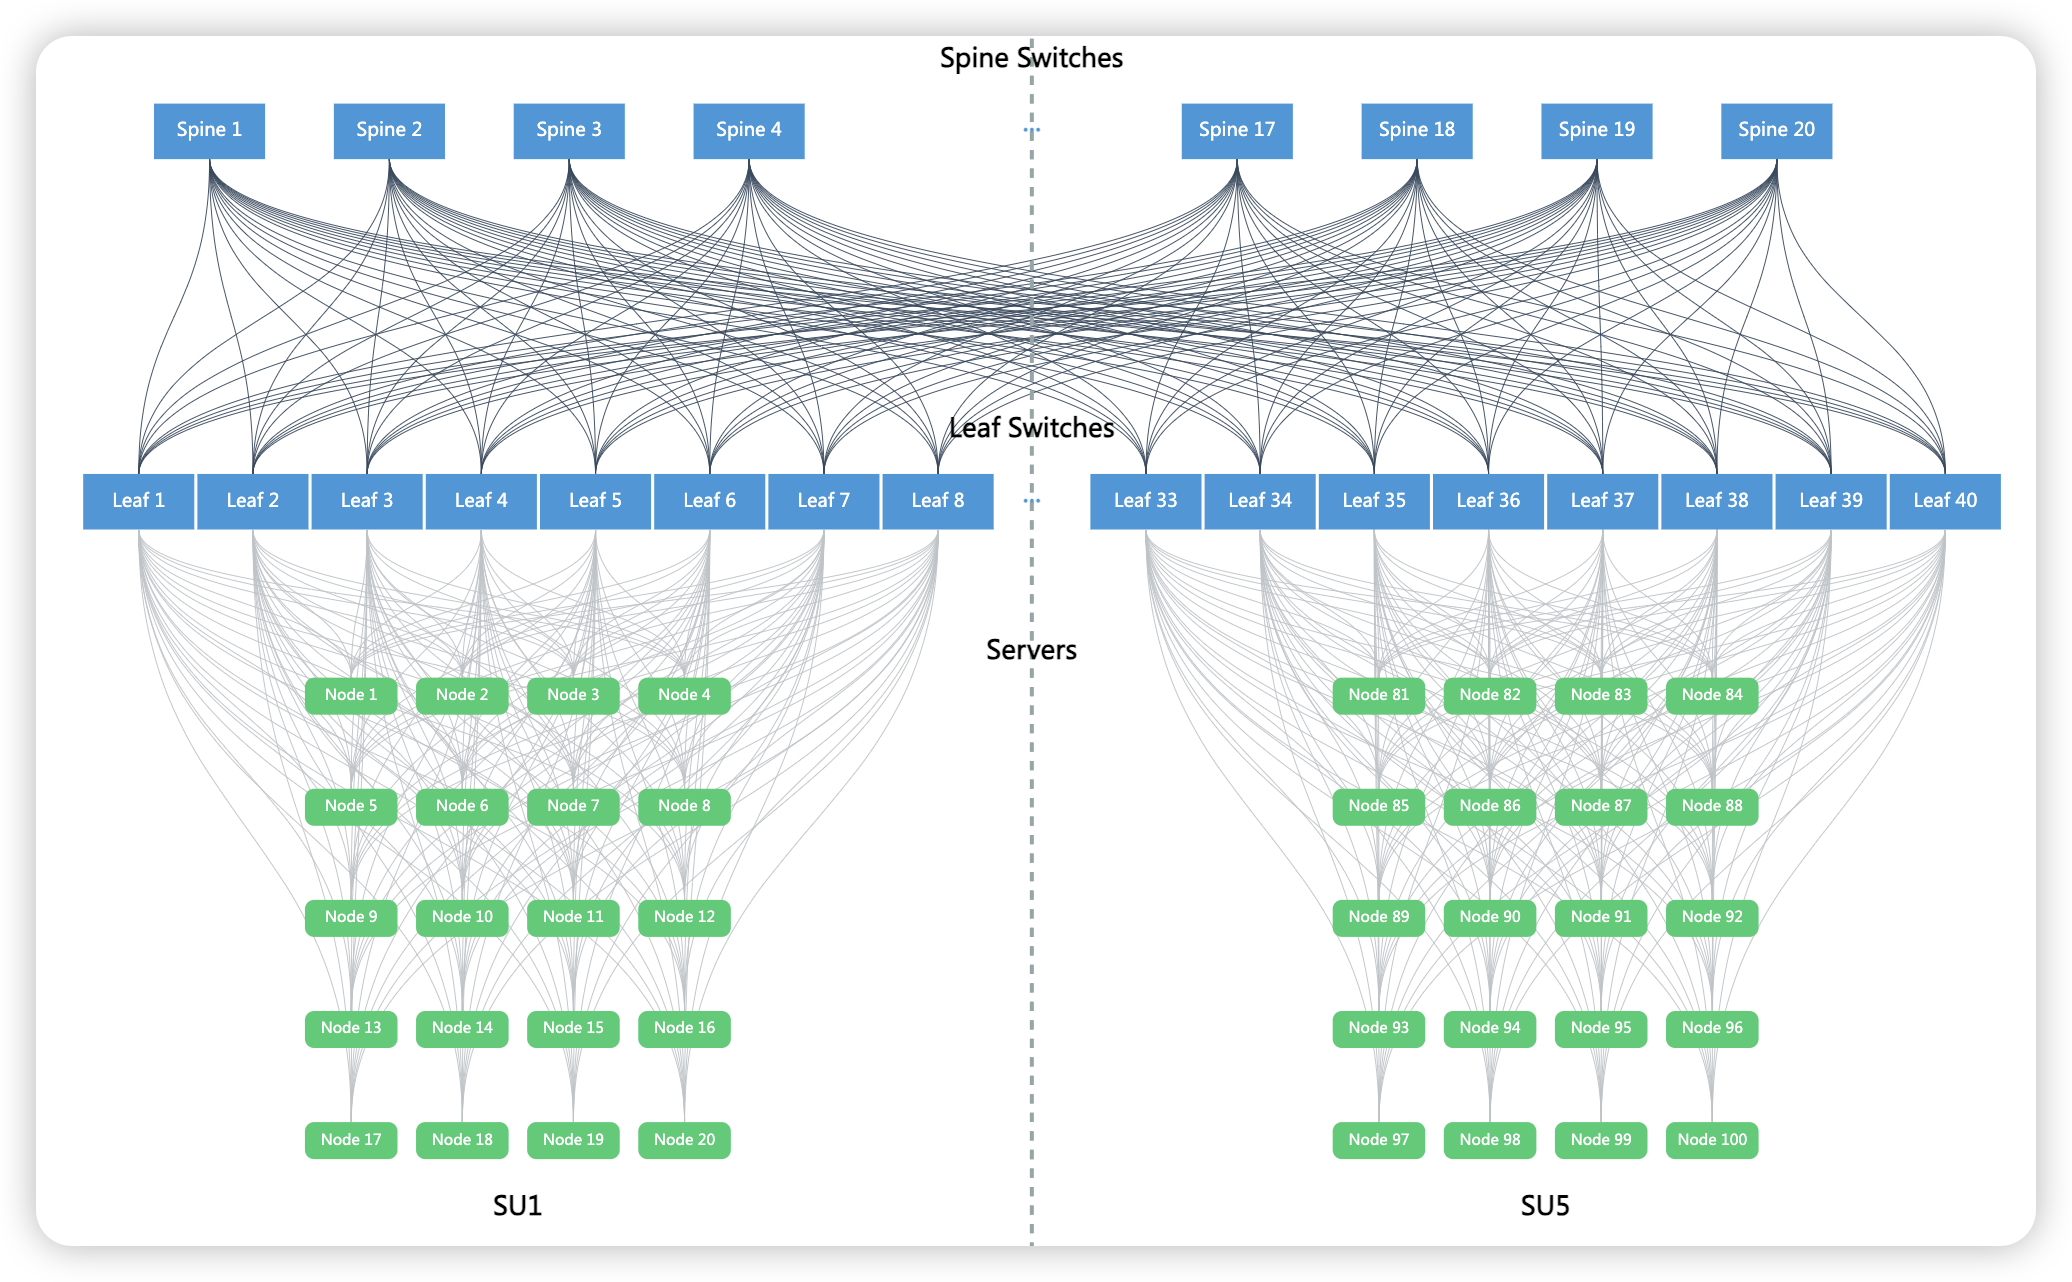 Spine Switches
Spine 1 Spine 2 Spine 3 Spine 4 ... Spine 17 Spine 18 Spine 19 Spine 20
Leaf Switches
Leaf 1 Leaf 2 Leaf 3 Leaf 4 Leaf 5 Leaf 6 Leaf 7 Leaf 8 ... Leaf 33 Leaf 34 Leaf 35 Leaf 36 Leaf 37 Leaf 38 Leaf 39 Leaf 40
Servers
Node 1 Node 2 Node 3 Node 4 Node 81 Node 82 Node 83 Node 84
Node 5 Node 6 Node 7 Node 8 Node 85 Node 86 Node 87 Node 88
Node 9 Node 10 Node 11 Node 12 Node 89 Node 90 Node 91 Node 92
Node 13 Node 14 Node 15 Node 16 Node 93 Node 94 Node 95 Node 96
Node 17 Node 18 Node 19 Node 20 Node 97 Node 98 Node 99 Node 100
SU1 SU5